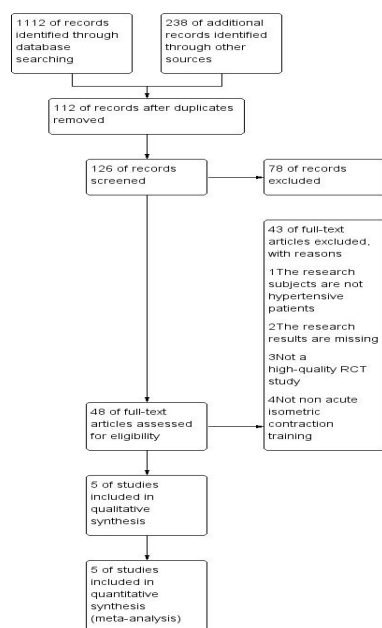 1112 of records
identified through
database
searching
238 of additional
records identified
through other
sources
112 of records after duplicates
removed
126 of records
screened
78 of records
excluded
43 of full-text
articles excluded,
with reasons
1The research
subjects are not
hypertensive
patients
2The research
results are missing
3Not a
high-quality RCT
study
4Not non acute
isometric
contraction
training
48 of full-text
articles assessed
for eligibility
5 of studies
included in
qualitative
synthesis
5 of studies
included in
quantitative
synthesis
(meta-analysis)